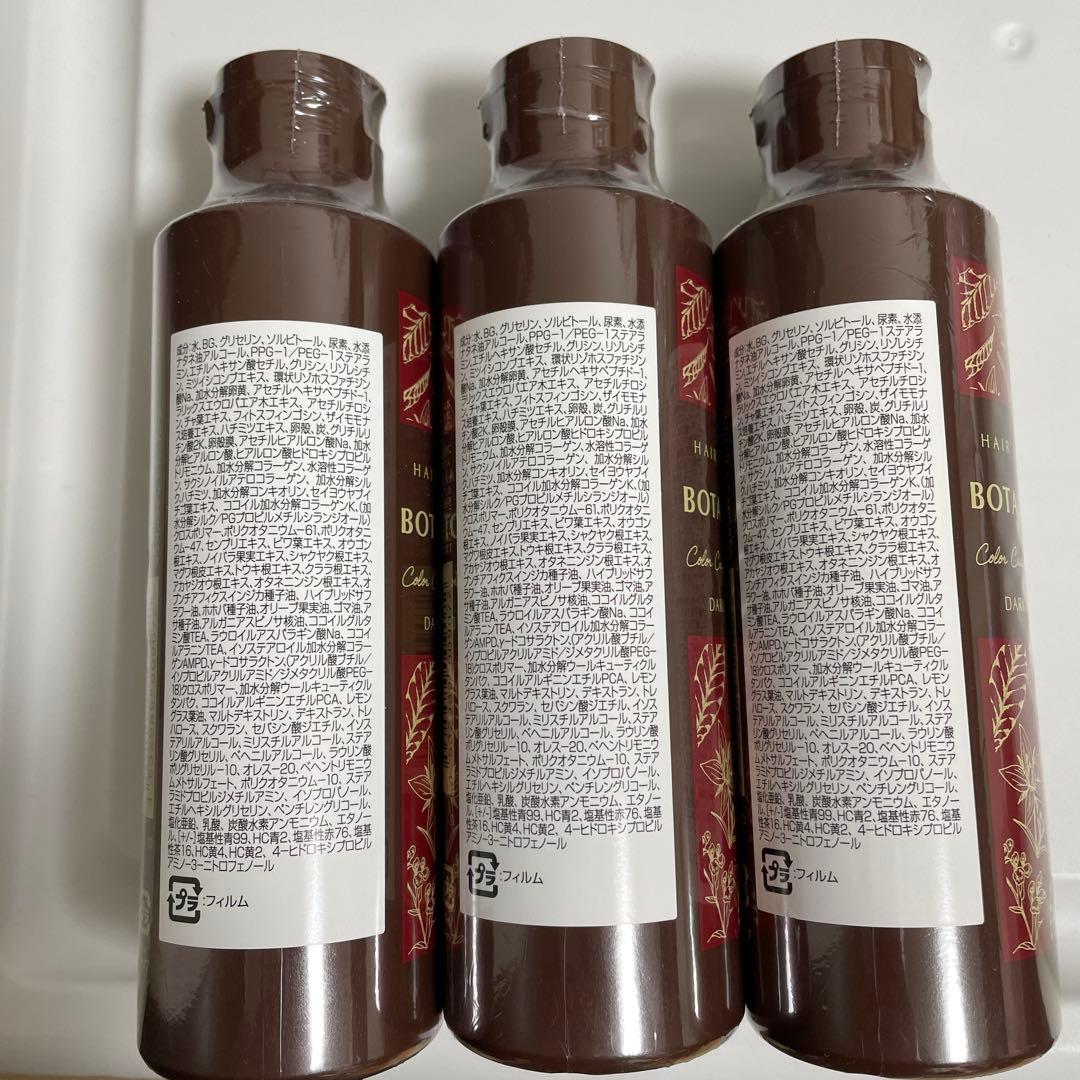 成分:水、BG、グリセリン、ソルビトール、尿素、水添
ナタネ油アルコール、PPG-1/PEG-1ステアラ
ミン、エチルヘキサン酸セチル、グリシン、リゾレシチ
ン、ミツイシコンブエキス、環状リゾホスファチジン
酸Na、加水分解卵黄、アセチルヘキサペプチド-1、
ラリックスエウロパエア木エキス、アセチルチロシ
ン、チャ葉エキス、フィトスフィンゴシン、ザイモモナ
ス培養エキス、ハチミツエキス、卵殻、炭、グリチルリ
チン酸2K、卵殻膜、アセチルヒアルロン酸Na、加水
分解ヒアルロン酸、ヒアルロン酸ヒドロキシプロピル
トリモニウム、加水分解コラーゲン、水溶性コラーゲ
ン、サクシノイルアテロコラーゲン、加水分解シル
ク、ハチミツ、加水分解コンキオリン、セイヨウヤブイ
チゴ葉エキス、ココイル加水分解コラーゲンK、(加
水分解シルク/PGプロピルメチルシランジオール)
クロスポリマー、ポリクオタニウム-61、ポリクオタニ
ウム-47、センブリエキス、ビワ葉エキス、オウゴン
根エキス、ノイバラ果実エキス、シャクヤク根エキス、
マグワ根皮エキス、トウキ根エキス、クララ根エキス、
アカヤジオウ根エキス、オタネニンジン根エキス、オ
プンチアフィクスインジカ種子油、ハイブリッドサフ
ラワー油、ホホバ種子油、オリーブ果実油、ゴマ油、ア
サ種子油、アルガニアスピノサ核油、ココイルグルタ
ミン酸TEA、ラウロイルアスパラギン酸Na、ココイ
ルアラニンTEA、イソステアロイル加水分解コラー
ゲンAMPD、γ-ドコサラクトン、(アクリル酸ブチル/
イソプロピルアクリルアミド/ジメタクリル酸PEG-
18)クロスポリマー、加水分解ウールキューティクル
タンパク、ココイルアルギニンエチルPCA、レモン
グラス葉油、マルトデキストリン、デキストラン、トレ
ハロース、スクワラン、セバシン酸ジエチル、イソス
テアリルアルコール、ミリスチルアルコール、ステア
リン酸グリセリル、ベヘニルアルコール、ラウリン酸
ポリグリセリル-10、オレス-20、ベヘントリモニウ
ムメトサルフェート、ポリクオタニウム-10、ステア
ラミドプロピルジメチルアミン、イソプロパノール、
エチルヘキシルグリセリン、ペンチレングリコール、
塩化亜鉛、乳酸、炭酸水素アンモニウム、エタノー
ル、[+/-]塩基性青99、HC青2、塩基性赤76、塩基
性茶16、HC黄4、HC黄2、4-ヒドロキシプロピル
アミノ-3-ニトロフェノール
プラ:フィルム
HAIR
BOTA
Color
DAR